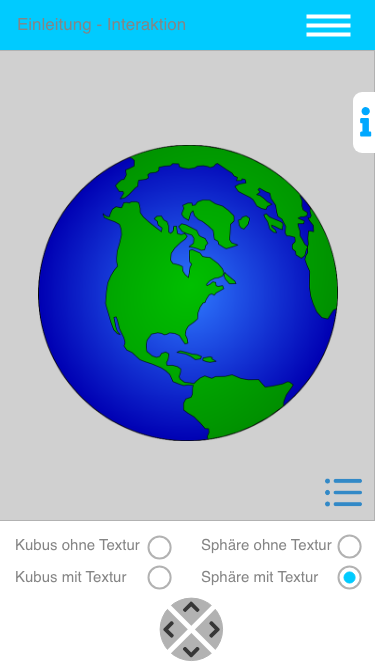 Einleitung - Interaktion
Kubus ohne Textur
Sphäre ohne Textur
Kubus mit Textur
Sphäre mit Textur